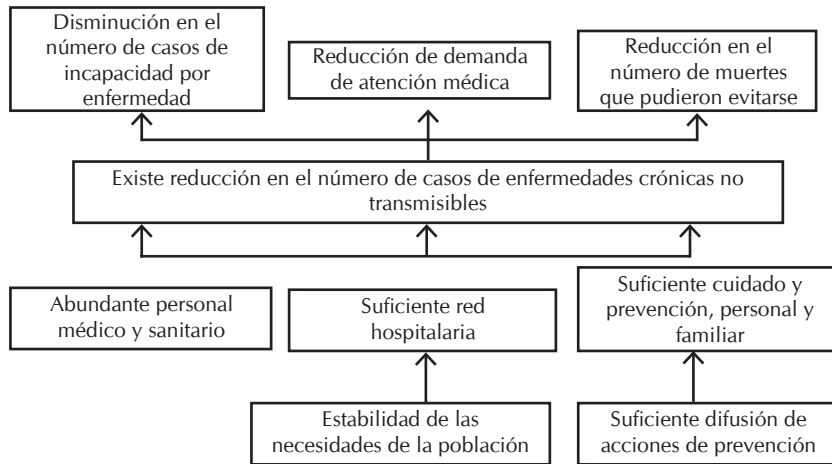 Disminución en el
número de casos de
incapacidad por
enfermedad
Reducción de demanda
de atención médica
Reducción en el
número de muertes
que pudieron evitarse
Existe reducción en el número de casos de enfermedades crónicas no
transmisibles
Abundante personal
médico y sanitario
Suficiente red
hospitalaria
Suficiente cuidado y
prevención, personal y
familiar
Estabilidad de las
necesidades de la población
Suficiente difusión de
acciones de prevención